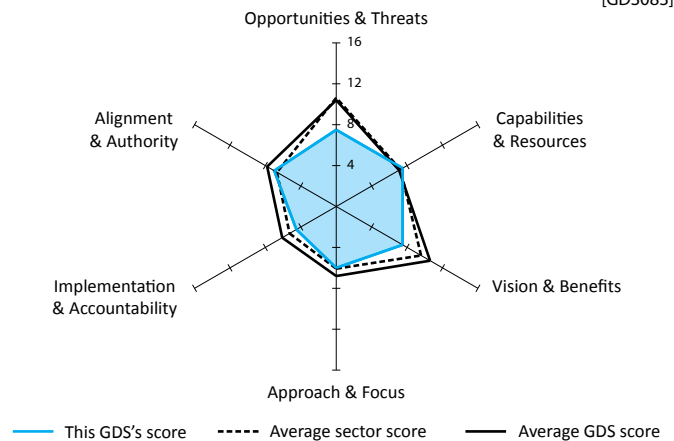 [GDS083]
Opportunities & Threats
16
12
8
4
Alignment
& Authority
Capabilities
& Resources
Implementation
& Accountability
Vision & Benefits
Approach & Focus
This GDS's score
Average sector score
Average GDS score